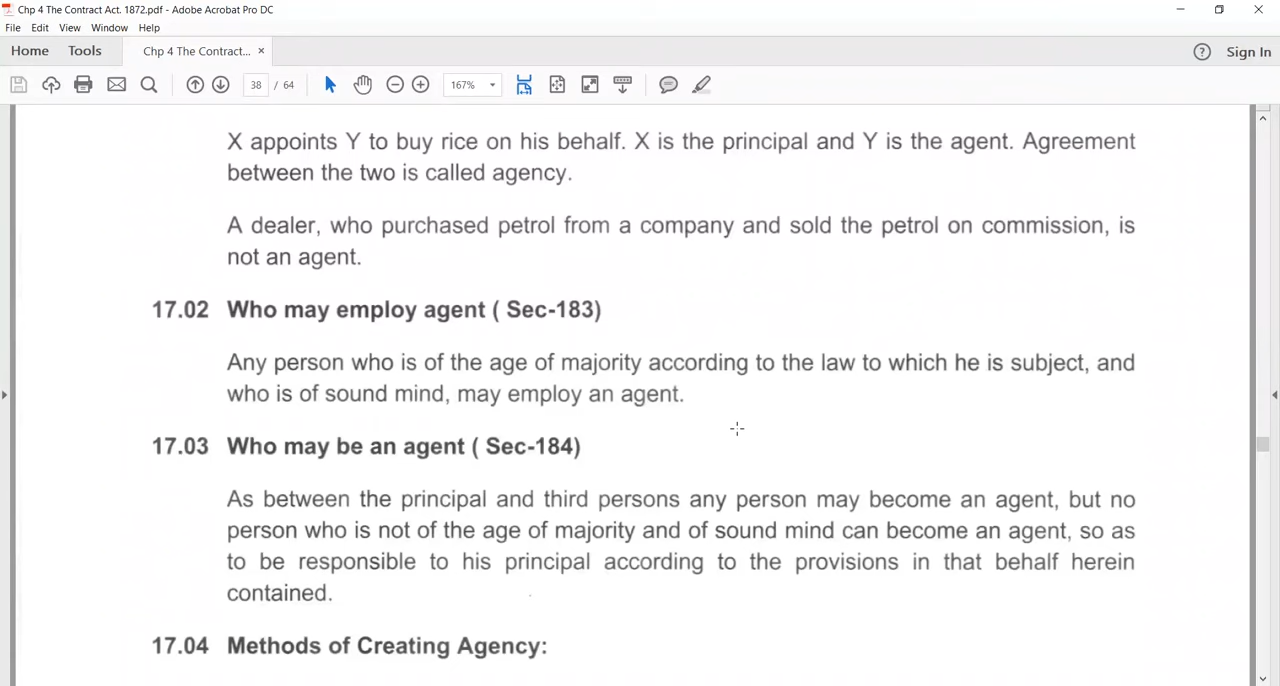 Chp 4 The Contract Act. 1872.pdf - Adobe Acrobat Pro DC
File Edit View Window Help
Home Tools Chp 4 The Contract... × Sign In
38 / 64 167%
X appoints Y to buy rice on his behalf. X is the principal and Y is the agent. Agreement
between the two is called agency.
A dealer, who purchased petrol from a company and sold the petrol on commission, is
not an agent.
17.02 Who may employ agent ( Sec-183)
Any person who is of the age of majority according to the law to which he is subject, and
who is of sound mind, may employ an agent.
17.03 Who may be an agent ( Sec-184)
As between the principal and third persons any person may become an agent, but no
person who is not of the age of majority and of sound mind can become an agent, so as
to be responsible to his principal according to the provisions in that behalf herein
contained.
17.04 Methods of Creating Agency: